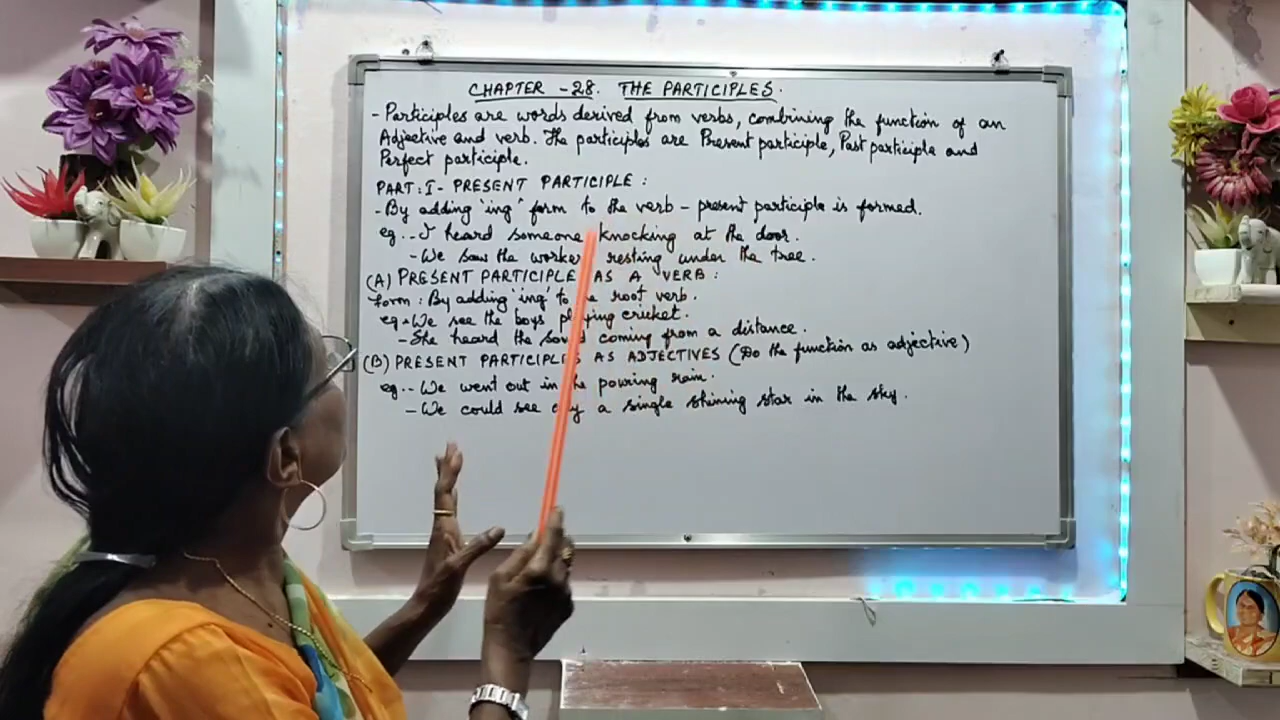 CHAPTER - 28. THE PARTICIPLES.
- Participles are words derived from verbs, combining the function of an
Adjective and verb. The participles are Present participle, Past participle and
Perfect participle.
PART: I - PRESENT PARTICIPLE :
- By adding 'ing' form to the verb - present participle is formed.
eg.. - I heard someone knocking at the door.
- We saw the worker resting under the tree.
(A) PRESENT PARTICIPLE AS A VERB :
Form : By adding 'ing' to root verb.
eg. - We see the boys playing cricket.
- She heard the sound coming from a distance.
(B) PRESENT PARTICIPLES AS ADJECTIVES (Do the function as adjective)
eg.. - We went out in the pouring rain.
- We could see a single shining star in the sky.